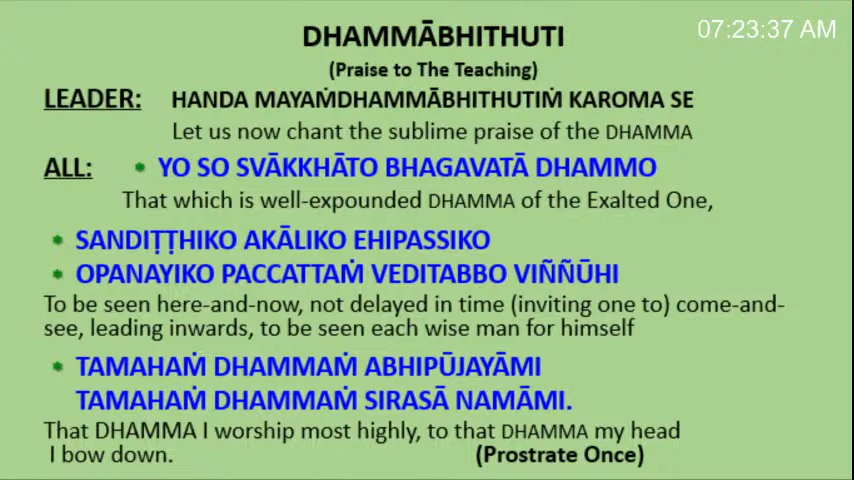 07:23:37 AM
DHAMMĀBHITHUTI
(Praise to The Teaching)
LEADER: HANDA MAYAṀDHAMMĀBHITHUTIṀ KAROMA SE
Let us now chant the sublime praise of the DHAMMA
ALL: • YO SO SVĀKKHĀTO BHAGAVATĀ DHAMMO
That which is well-expounded DHAMMA of the Exalted One,
• SANDIṬṬHIKO AKĀLIKO EHIPASSIKO
• OPANAYIKO PACCATTAṀ VEDITABBO VIÑÑŪHI
To be seen here-and-now, not delayed in time (inviting one to) come-and-
see, leading inwards, to be seen each wise man for himself
• TAMAHAṀ DHAMMAṀ ABHIPŪJAYĀMI
TAMAHAṀ DHAMMAṀ SIRASĀ NAMĀMI.
That DHAMMA I worship most highly, to that DHAMMA my head
I bow down. (Prostrate Once)